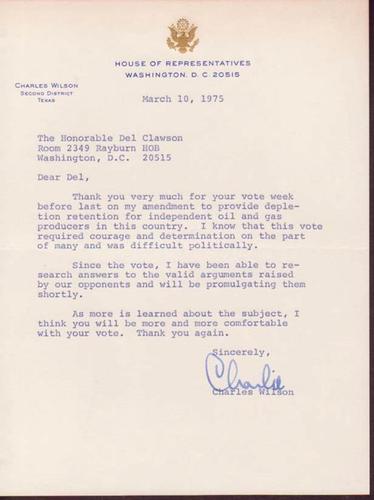 HOUSE OF REPRESENTATIVES
WASHINGTON, D. C. 20515
CHARLES WILSON
SECOND DISTRICT
TEXAS
March 10, 1975
The Honorable Del Clawson
Room 2349 Rayburn HOB
Washington, D.C. 20515
Dear Del,
Thank you very much for your vote week
before last on my amendment to provide deple-
tion retention for independent oil and gas
producers in this country. I know that this vote
required courage and determination on the part
of many and was difficult politically.
Since the vote, I have been able to re-
search answers to the valid arguments raised
by our opponents and will be promulgating them
shortly.
As more is learned about the subject, I
think you will be more and more comfortable
with your vote. Thank you again.
Sincerely,
Charlie
Charles Wilson